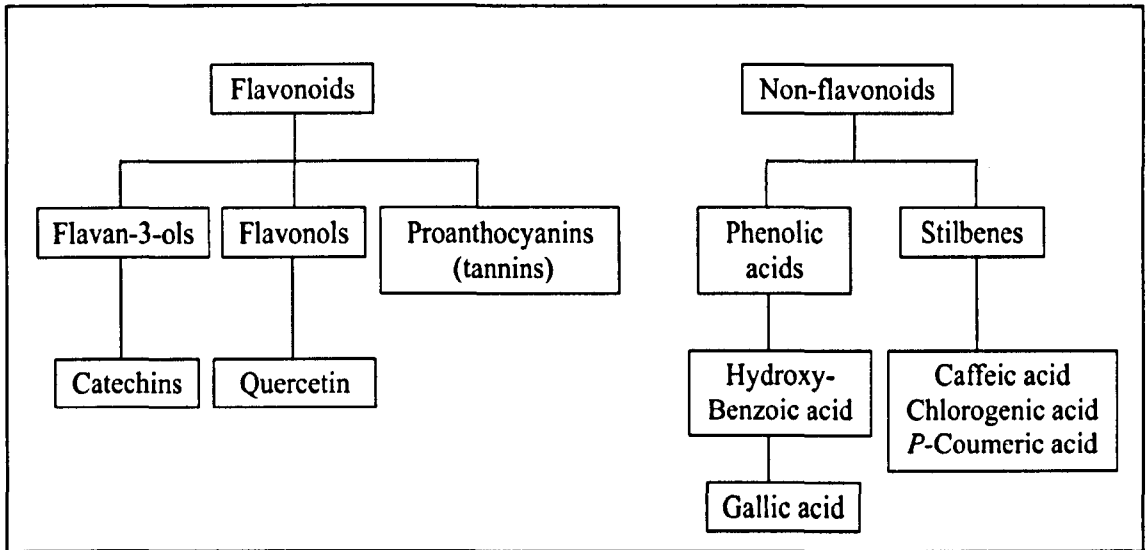 Flavonoids
Non-flavonoids
Flavan-3-ols
Flavonols
Proanthocyanins
(tannins)
Phenolic
acids
Stilbenes
Catechins
Quercetin
Hydroxy-
Benzoic acid
Caffeic acid
Chlorogenic acid
P-Coumeric acid
Gallic acid